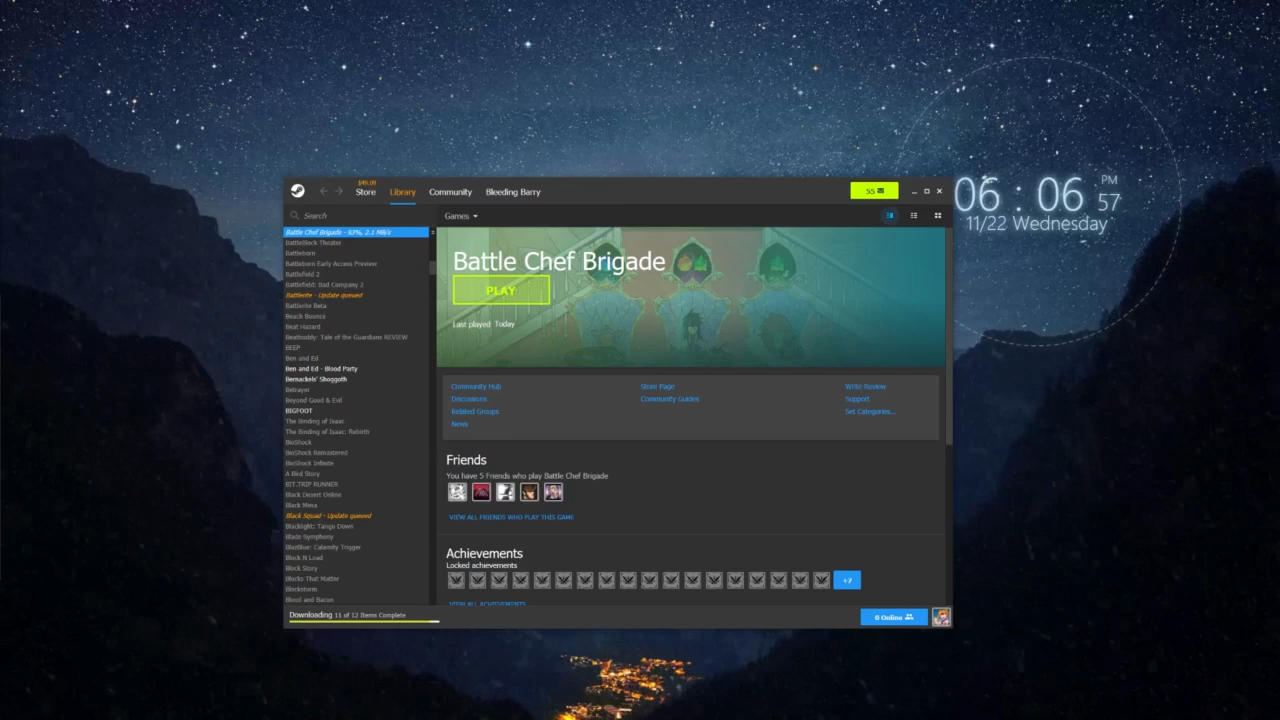 $49.09
Store Library Community Bleeding Barry
55
Search
Games
Battle Chef Brigade - 93%, 2.1 MB/s
BattleBlock Theater
Battleborn
Battleborn Early Access Preview
Battlefield 2
Battlefield: Bad Company 2
Battlerite - Update queued
Battlerite Beta
Beach Bounce
Beat Hazard
Beatbuddy: Tale of the Guardians REVIEW
BEEP
Ben and Ed
Ben and Ed - Blood Party
Bernackels' Shoggoth
Betrayer
Beyond Good & Evil
BIGFOOT
The Binding of Isaac
The Binding of Isaac: Rebirth
BioShock
BioShock Remastered
BioShock Infinite
A Bird Story
BIT.TRIP RUNNER
Black Desert Online
Black Mesa
Black Squad - Update queued
Blacklight: Tango Down
Blade Symphony
BlazBlue: Calamity Trigger
Block N Load
Block Story
Blocks That Matter
Blockstorm
Blood and Bacon
Downloading 11 of 12 Items Complete
Battle Chef Brigade
PLAY
Last played Today
Community Hub
Discussions
Related Groups
News
Store Page
Community Guides
Write Review
Support
Set Categories...
Friends
You have 5 Friends who play Battle Chef Brigade
VIEW ALL FRIENDS WHO PLAY THIS GAME
Achievements
Locked achievements
+7
VIEW ALL ACHIEVEMENTS
0 Online
06 : 06 PM
57
11/22 Wednesday